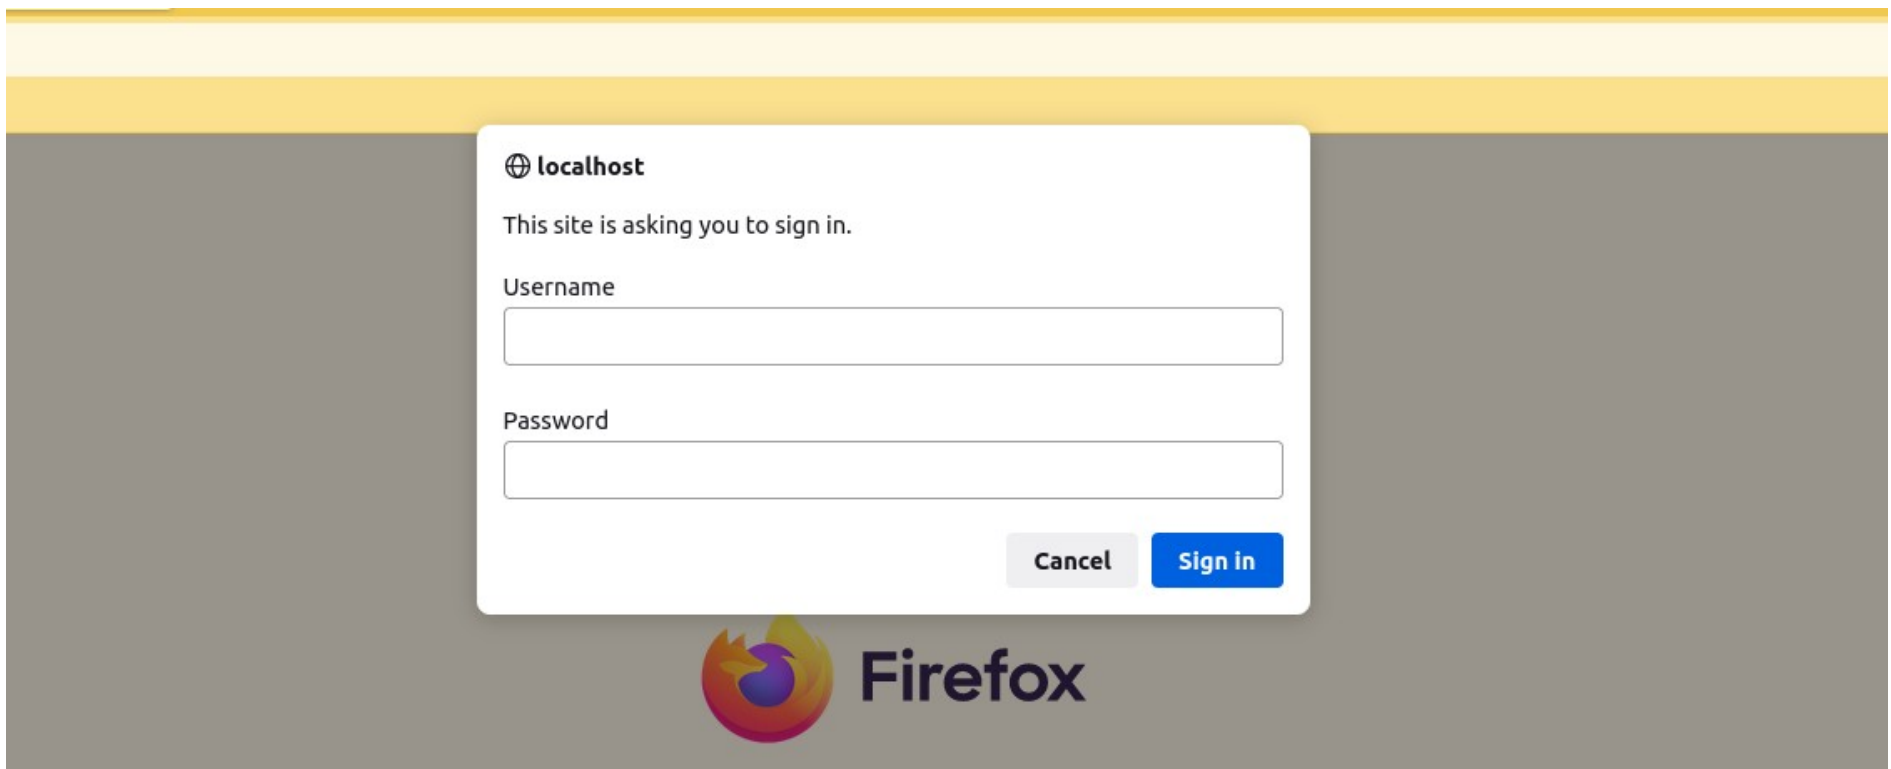 localhost
This site is asking you to sign in.
Username
Password
Cancel Sign in
Firefox